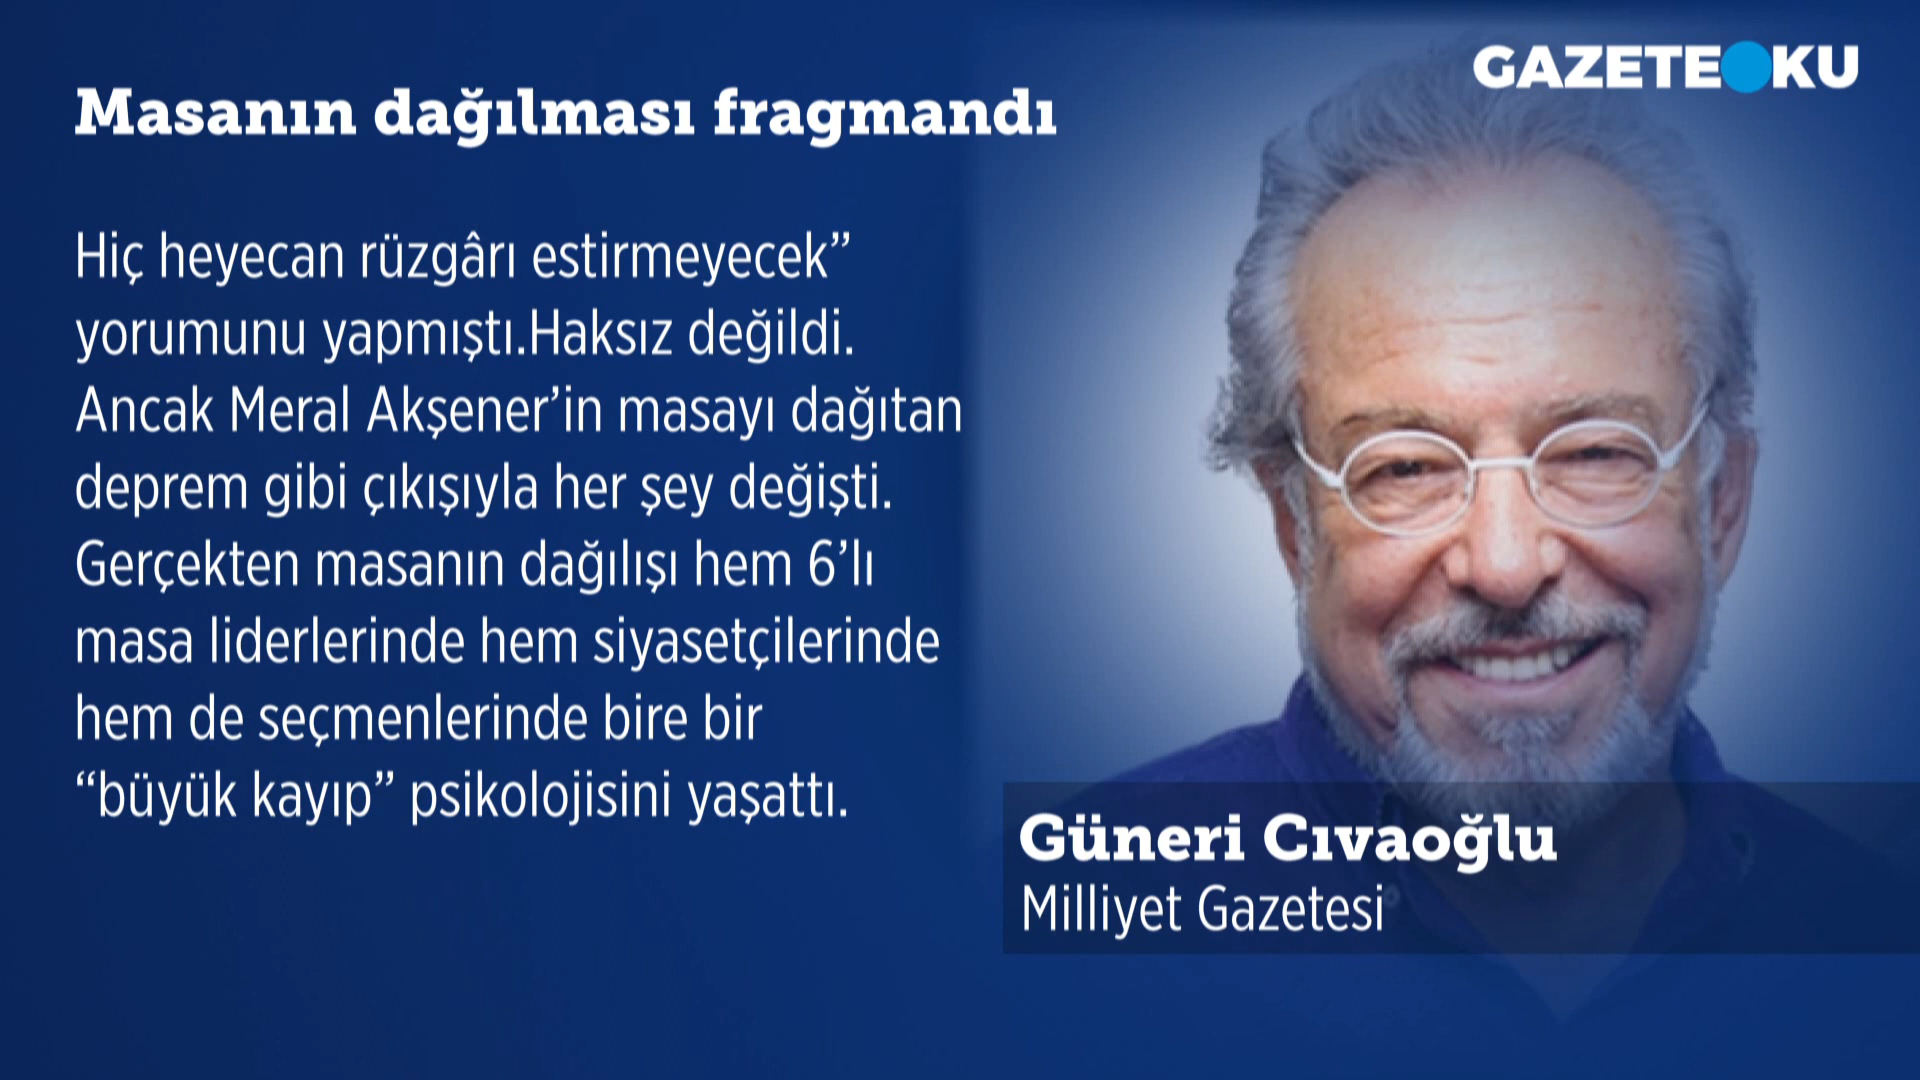 GAZETE KU
Masanın dağılması fragmandı
Hiç heyecan rüzgârı estirmeyecek”
yorumunu yapmıştı.Haksız değildi.
Ancak Meral Akşener’in masayı dağıtan
deprem gibi çıkışıyla her şey değişti.
Gerçekten masanın dağılışı hem 6’lı
masa liderlerinde hem siyasetçilerinde
hem de seçmenlerinde bire bir
“büyük kayıp” psikolojisini yaşattı.
Güneri Cıvaoğlu
Milliyet Gazetesi